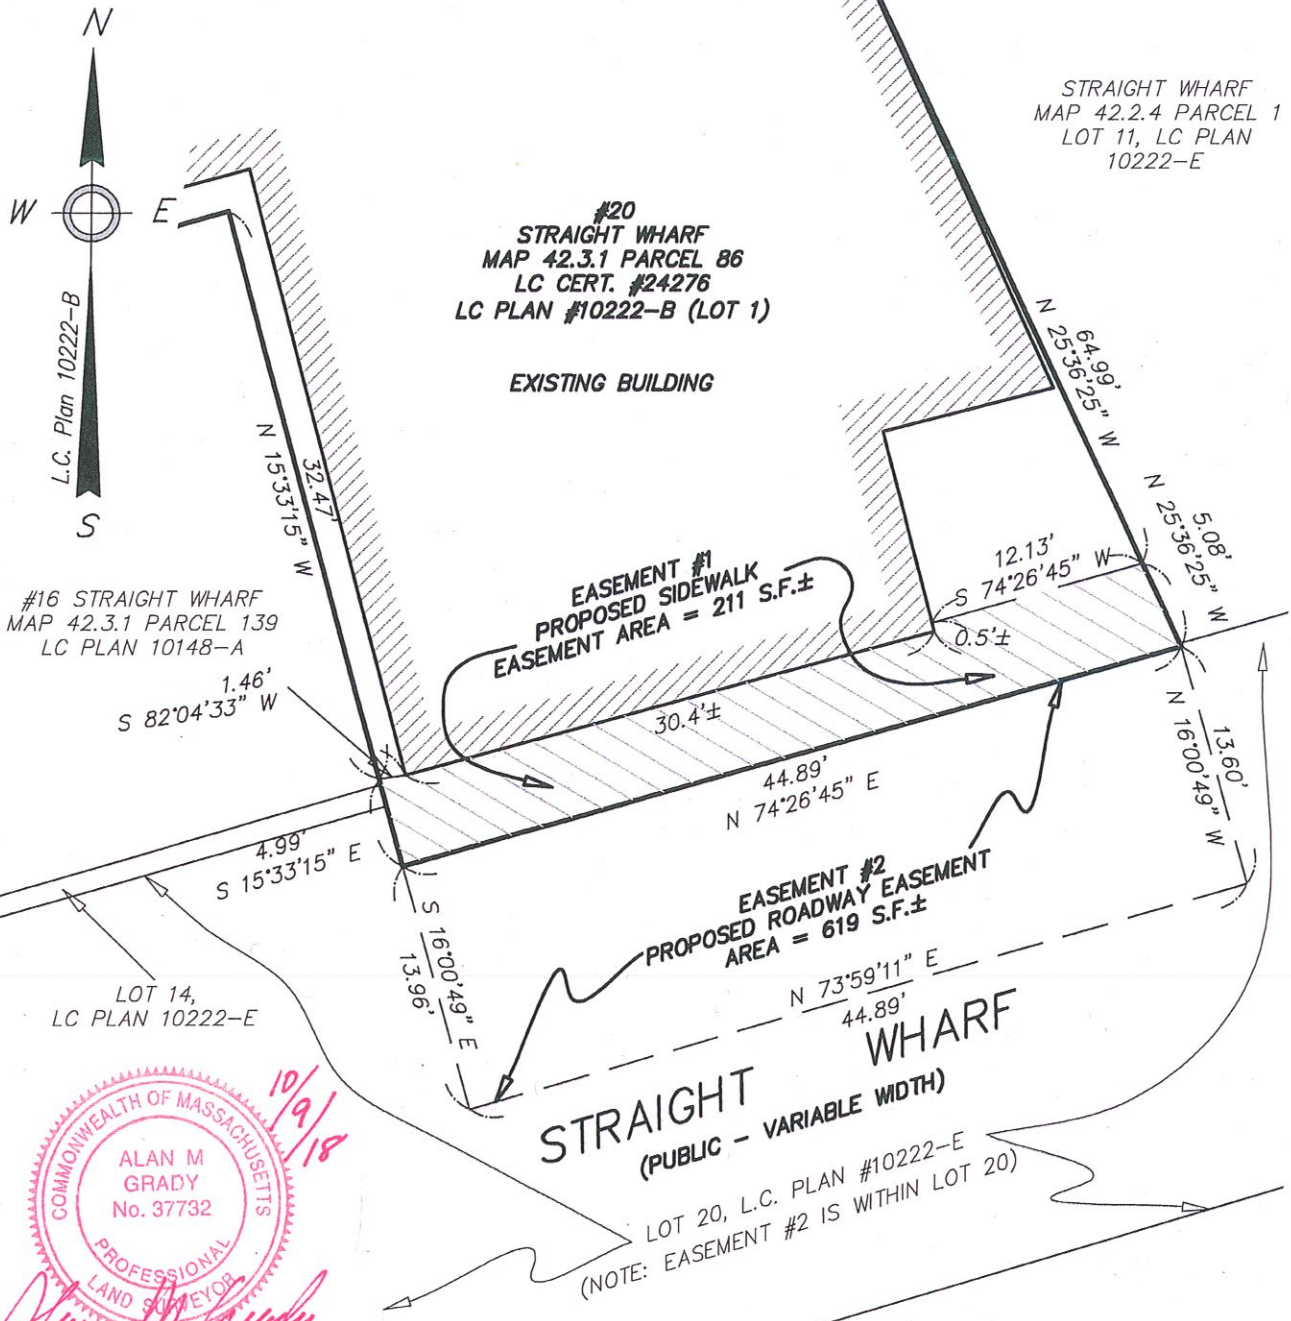 N
W
E
S
L.C. Plan 10222-B
STRAIGHT WHARF
MAP 42.2.4 PARCEL 1
LOT 11, LC PLAN
10222-E
#20
STRAIGHT WHARF
MAP 42.3.1 PARCEL 86
LC CERT. #24276
LC PLAN #10222-B (LOT 1)
EXISTING BUILDING
64.99'
N 25°36'25" W
32.47'
N 15°33'15" W
5.08'
N 25°36'25" W
12.13'
S 74°26'45" W
0.5'±
EASEMENT #1
PROPOSED SIDEWALK
EASEMENT AREA = 211 S.F.±
#16 STRAIGHT WHARF
MAP 42.3.1 PARCEL 139
LC PLAN 10148-A
1.46'
S 82°04'33" W
30.4'±
44.89'
N 74°26'45" E
13.60'
N 16°00'49" W
4.99'
S 15°33'15" E
EASEMENT #2
PROPOSED ROADWAY EASEMENT
AREA = 619 S.F.±
S 16°00'49" E
13.96'
N 73°59'11" E
44.89'
LOT 14,
LC PLAN 10222-E
STRAIGHT WHARF
(PUBLIC - VARIABLE WIDTH)
LOT 20, L.C. PLAN #10222-E
(NOTE: EASEMENT #2 IS WITHIN LOT 20)
10/9/18
COMMONWEALTH OF MASSACHUSETTS
ALAN M
GRADY
No. 37732
PROFESSIONAL
LAND SURVEYOR